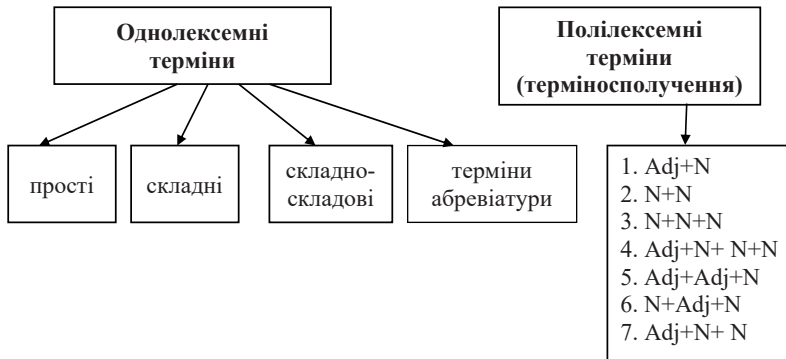 Однолексемні
терміни
Полілексемні
терміни
(терміносполучення)
прості
складні
складно-
складові
терміни
абревіатури
1. Adj+N
2. N+N
3. N+N+N
4. Adj+N+ N+N
5. Adj+Adj+N
6. N+Adj+N
7. Adj+N+ N